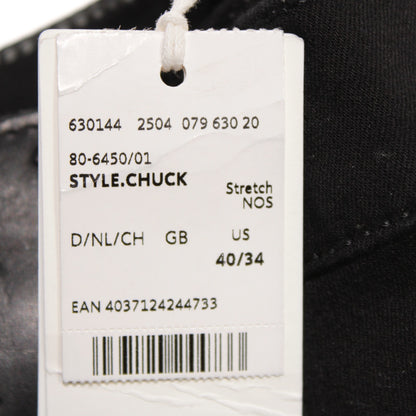 630144 2504 079 630 20
80-6450/01
STYLE.CHUCK
Stretch
NOS
D/NL/CH GB US
40/34
EAN 4037124244733